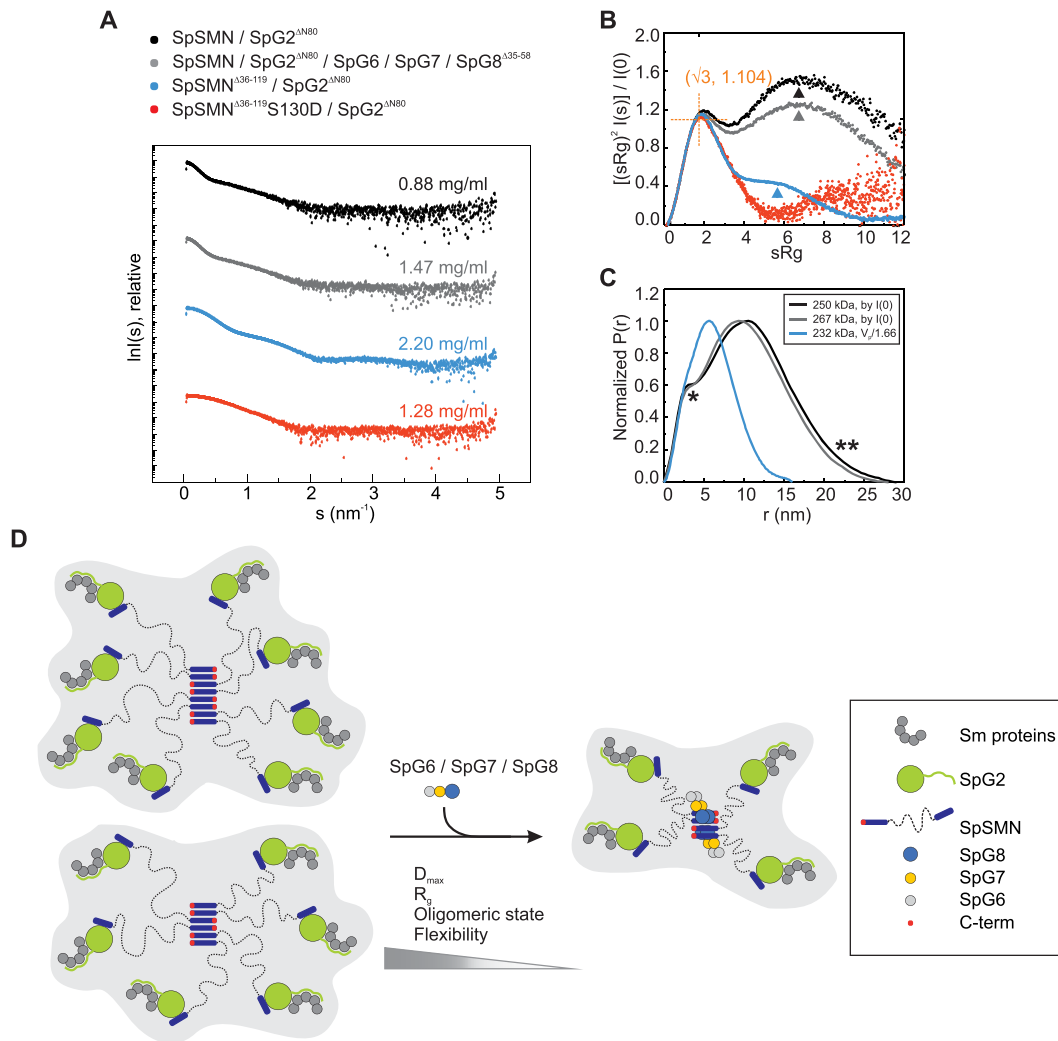 A
SpSMN / SpG2ΔN80
SpSMN / SpG2ΔN80 / SpG6 / SpG7 / SpG8Δ35-58
SpSMNΔ36-119 / SpG2ΔN80
SpSMNΔ36-119S130D / SpG2ΔN80
lnI(s), relative
0.88 mg/ml
1.47 mg/ml
2.20 mg/ml
1.28 mg/ml
0 1 2 3 4 5
s (nm-1)
B
[(sRg)2 I(s)] / I(0)
2.0
1.6
1.2
0.8
0.4
0.0
(√3, 1.104)
0 2 4 6 8 10 12
sRg
C
Normalized P(r)
1.2
1.0
0.8
0.6
0.4
0.2
0.0
250 kDa, by I(0)
267 kDa, by I(0)
232 kDa, Vp/1.66
*
**
0 5 10 15 20 25 30
r (nm)
D
SpG6 / SpG7 / SpG8
Dmax
Rg
Oligomeric state
Flexibility
Sm proteins
SpG2
SpSMN
SpG8
SpG7
SpG6
C-term